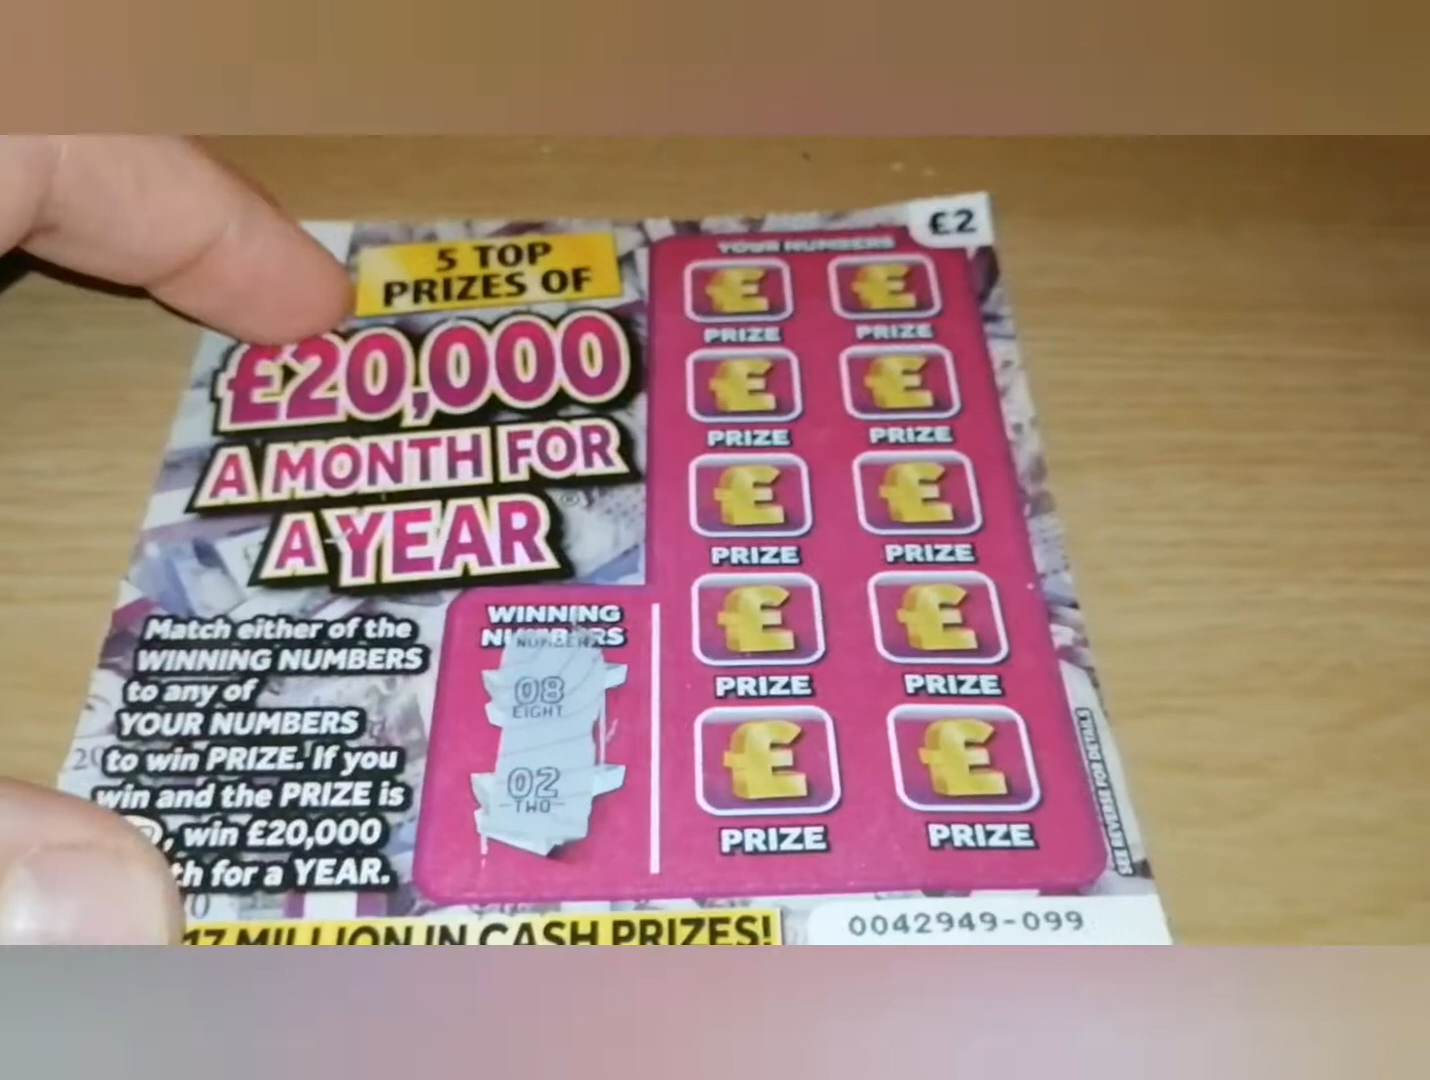 £2
5 TOP
PRIZES OF
£20,000
A MONTH FOR
A YEAR
®
Match either of the
WINNING NUMBERS
to any of
YOUR NUMBERS
to win PRIZE. If you
win and the PRIZE is
, win £20,000
th for a YEAR.
WINNING
NUMBERS
NUMBERS
08
EIGHT
02
TWO
YOUR NUMBERS
£ £
PRIZE PRIZE
£ £
PRIZE PRIZE
£ £
PRIZE PRIZE
£ £
PRIZE PRIZE
£ £
PRIZE PRIZE
SEE REVERSE FOR DETAILS
17 MILLION IN CASH PRIZES!
0042949-099